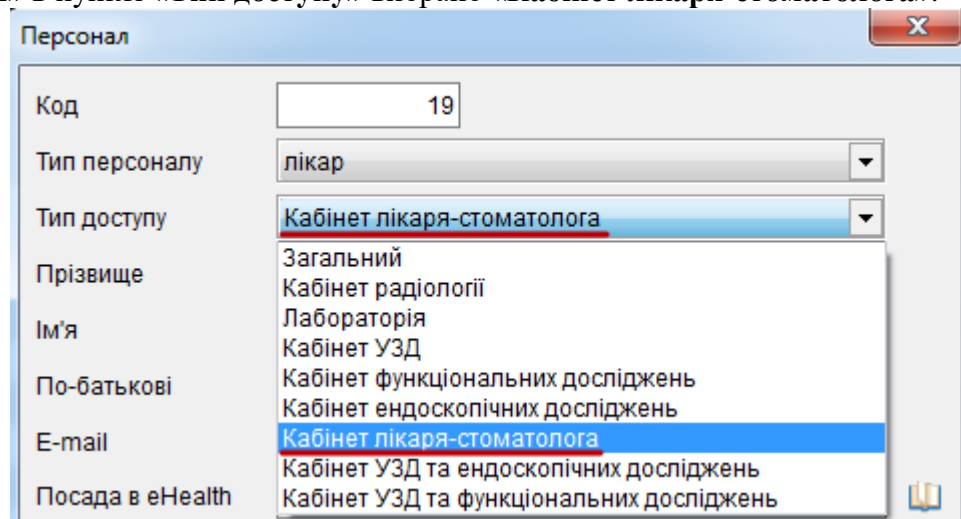 Персонал
Код 19
Тип персоналу лікар
Тип доступу Кабінет лікаря-стоматолога
Загальний
Прізвище
Кабінет радіології
Лабораторія
Ім'я
Кабінет УЗД
Кабінет функціональних досліджень
По-батькові
Кабінет ендоскопічних досліджень
E-mail Кабінет лікаря-стоматолога
Кабінет УЗД та ендоскопічних досліджень
Посада в eHealth Кабінет УЗД та функціональних досліджень